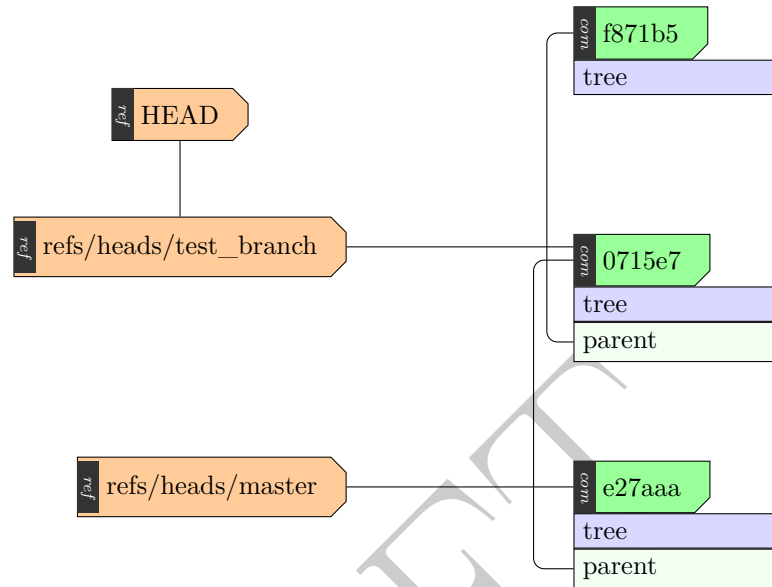 com f871b5
tree
ref HEAD
ref refs/heads/test_branch
com 0715e7
tree
parent
ref refs/heads/master
com e27aaa
tree
parent